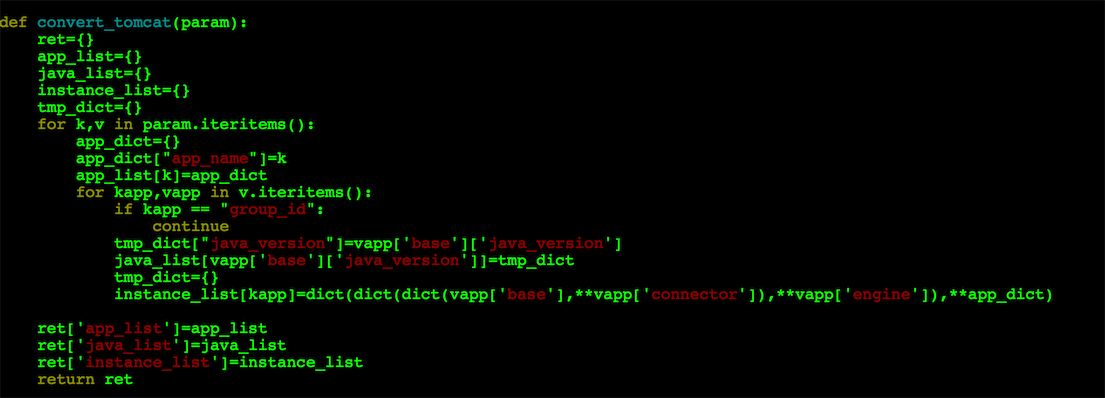 def convert_tomcat(param):
    ret={}
    app_list={}
    java_list={}
    instance_list={}
    tmp_dict={}
    for k,v in param.iteritems():
        app_dict={}
        app_dict["app_name"]=k
        app_list[k]=app_dict
        for kapp,vapp in v.iteritems():
            if kapp == "group_id":
                continue
            tmp_dict["java_version"]=vapp['base']['java_version']
            java_list[vapp['base']['java_version']]=tmp_dict
            tmp_dict={}
            instance_list[kapp]=dict(dict(dict(vapp['base'],**vapp['connector']),**vapp['engine']),**app_dict)

    ret['app_list']=app_list
    ret['java_list']=java_list
    ret['instance_list']=instance_list
    return ret